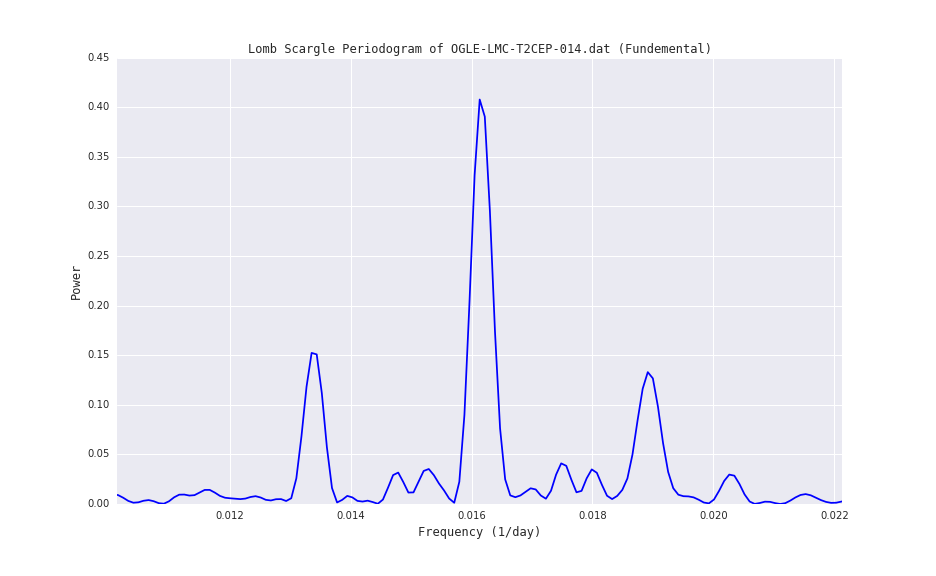 Lomb Scargle Periodogram of OGLE-LMC-T2CEP-014.dat (Fundemental)
0.45
0.40
0.35
0.30
0.25
0.20
0.15
0.10
0.05
0.00
Power
0.012 0.014 0.016 0.018 0.020 0.022
Frequency (1/day)